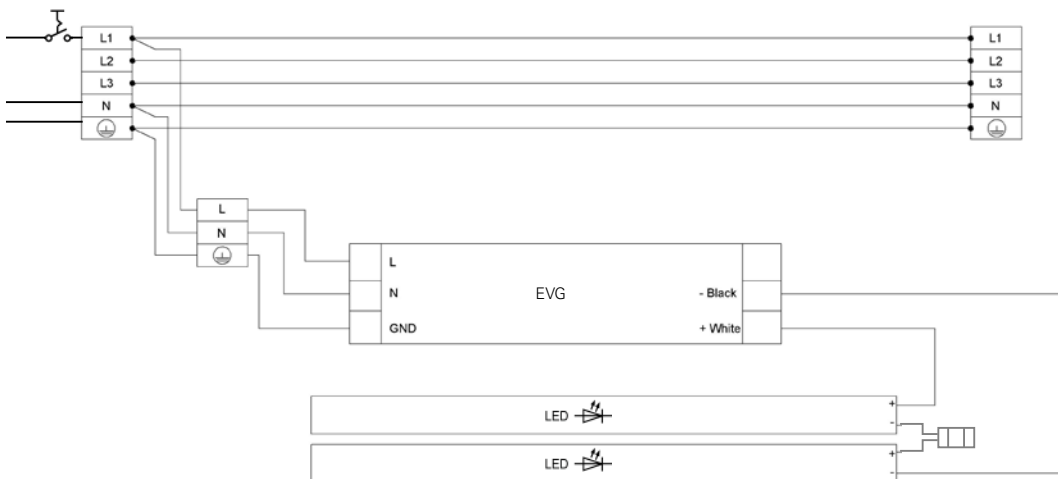 L1
L2
L3
N
L1
L2
L3
N
L
N
L
N
GND
EVG
- Black
+ White
LED
+
-
LED
+
-